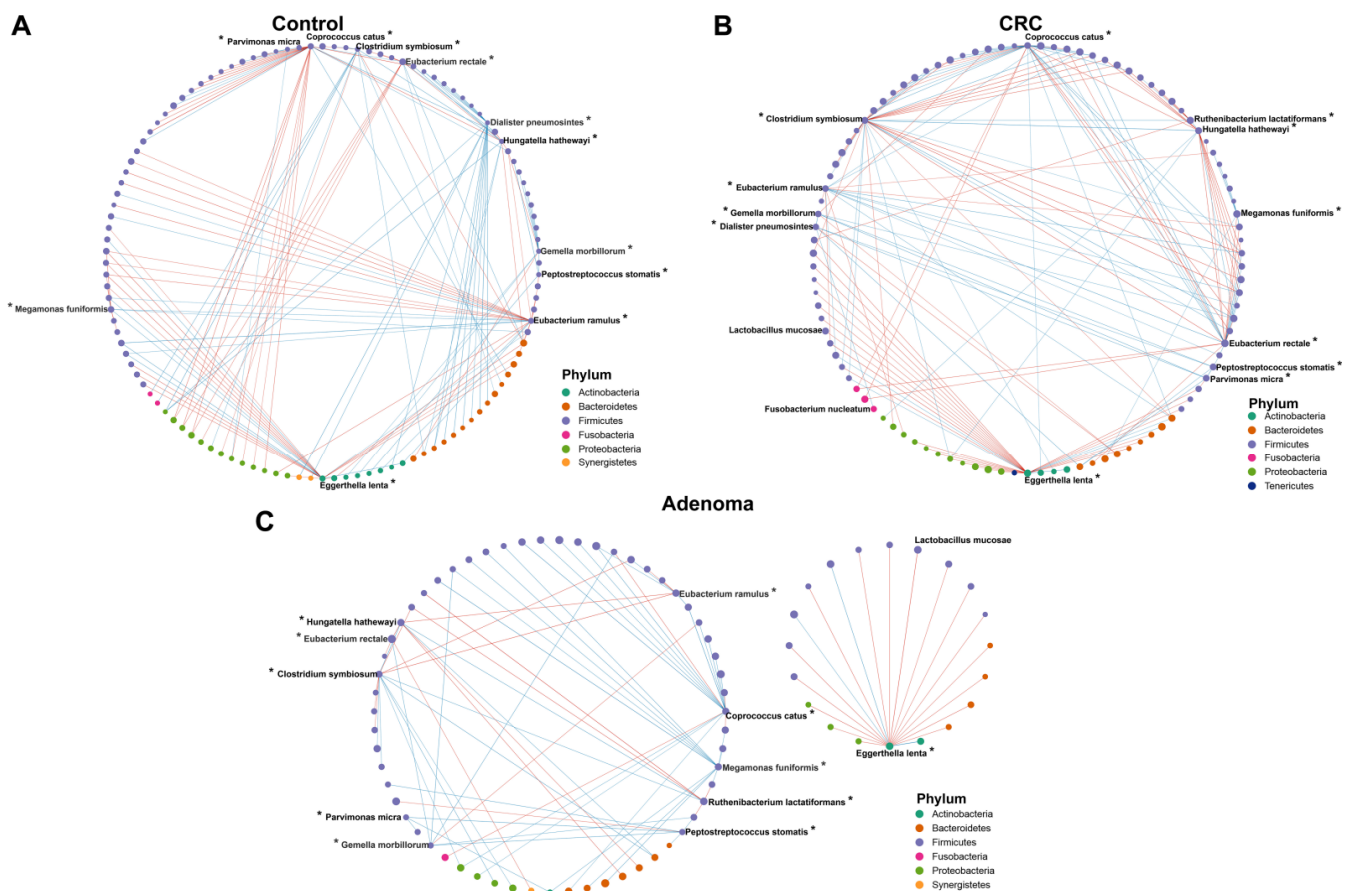 A
Control
* Parvimonas micra
Coprococcus catus *
Clostridium symbiosum *
Eubacterium rectale *
Dialister pneumosintes *
Hungatella hathewayi *
Gemella morbillorum *
Peptostreptococcus stomatis *
* Megamonas funiformis
Eubacterium ramulus *
Eggerthella lenta *
Phylum
Actinobacteria
Bacteroidetes
Firmicutes
Fusobacteria
Proteobacteria
Synergistetes
B
CRC
Coprococcus catus *
* Clostridium symbiosum
Ruthenibacterium lactatiformans *
Hungatella hathewayi *
* Eubacterium ramulus
* Gemella morbillorum
Megamonas funiformis *
* Dialister pneumosintes
Lactobacillus mucosae
Eubacterium rectale *
Peptostreptococcus stomatis *
Parvimonas micra *
Fusobacterium nucleatum
Eggerthella lenta *
Phylum
Actinobacteria
Bacteroidetes
Firmicutes
Fusobacteria
Proteobacteria
Tenericutes
C
Adenoma
Lactobacillus mucosae
Eubacterium ramulus *
* Hungatella hathewayi
* Eubacterium rectale
* Clostridium symbiosum
Coprococcus catus *
Eggerthella lenta *
Megamonas funiformis *
Ruthenibacterium lactatiformans *
* Parvimonas micra
Peptostreptococcus stomatis *
* Gemella morbillorum
Phylum
Actinobacteria
Bacteroidetes
Firmicutes
Fusobacteria
Proteobacteria
Synergistetes